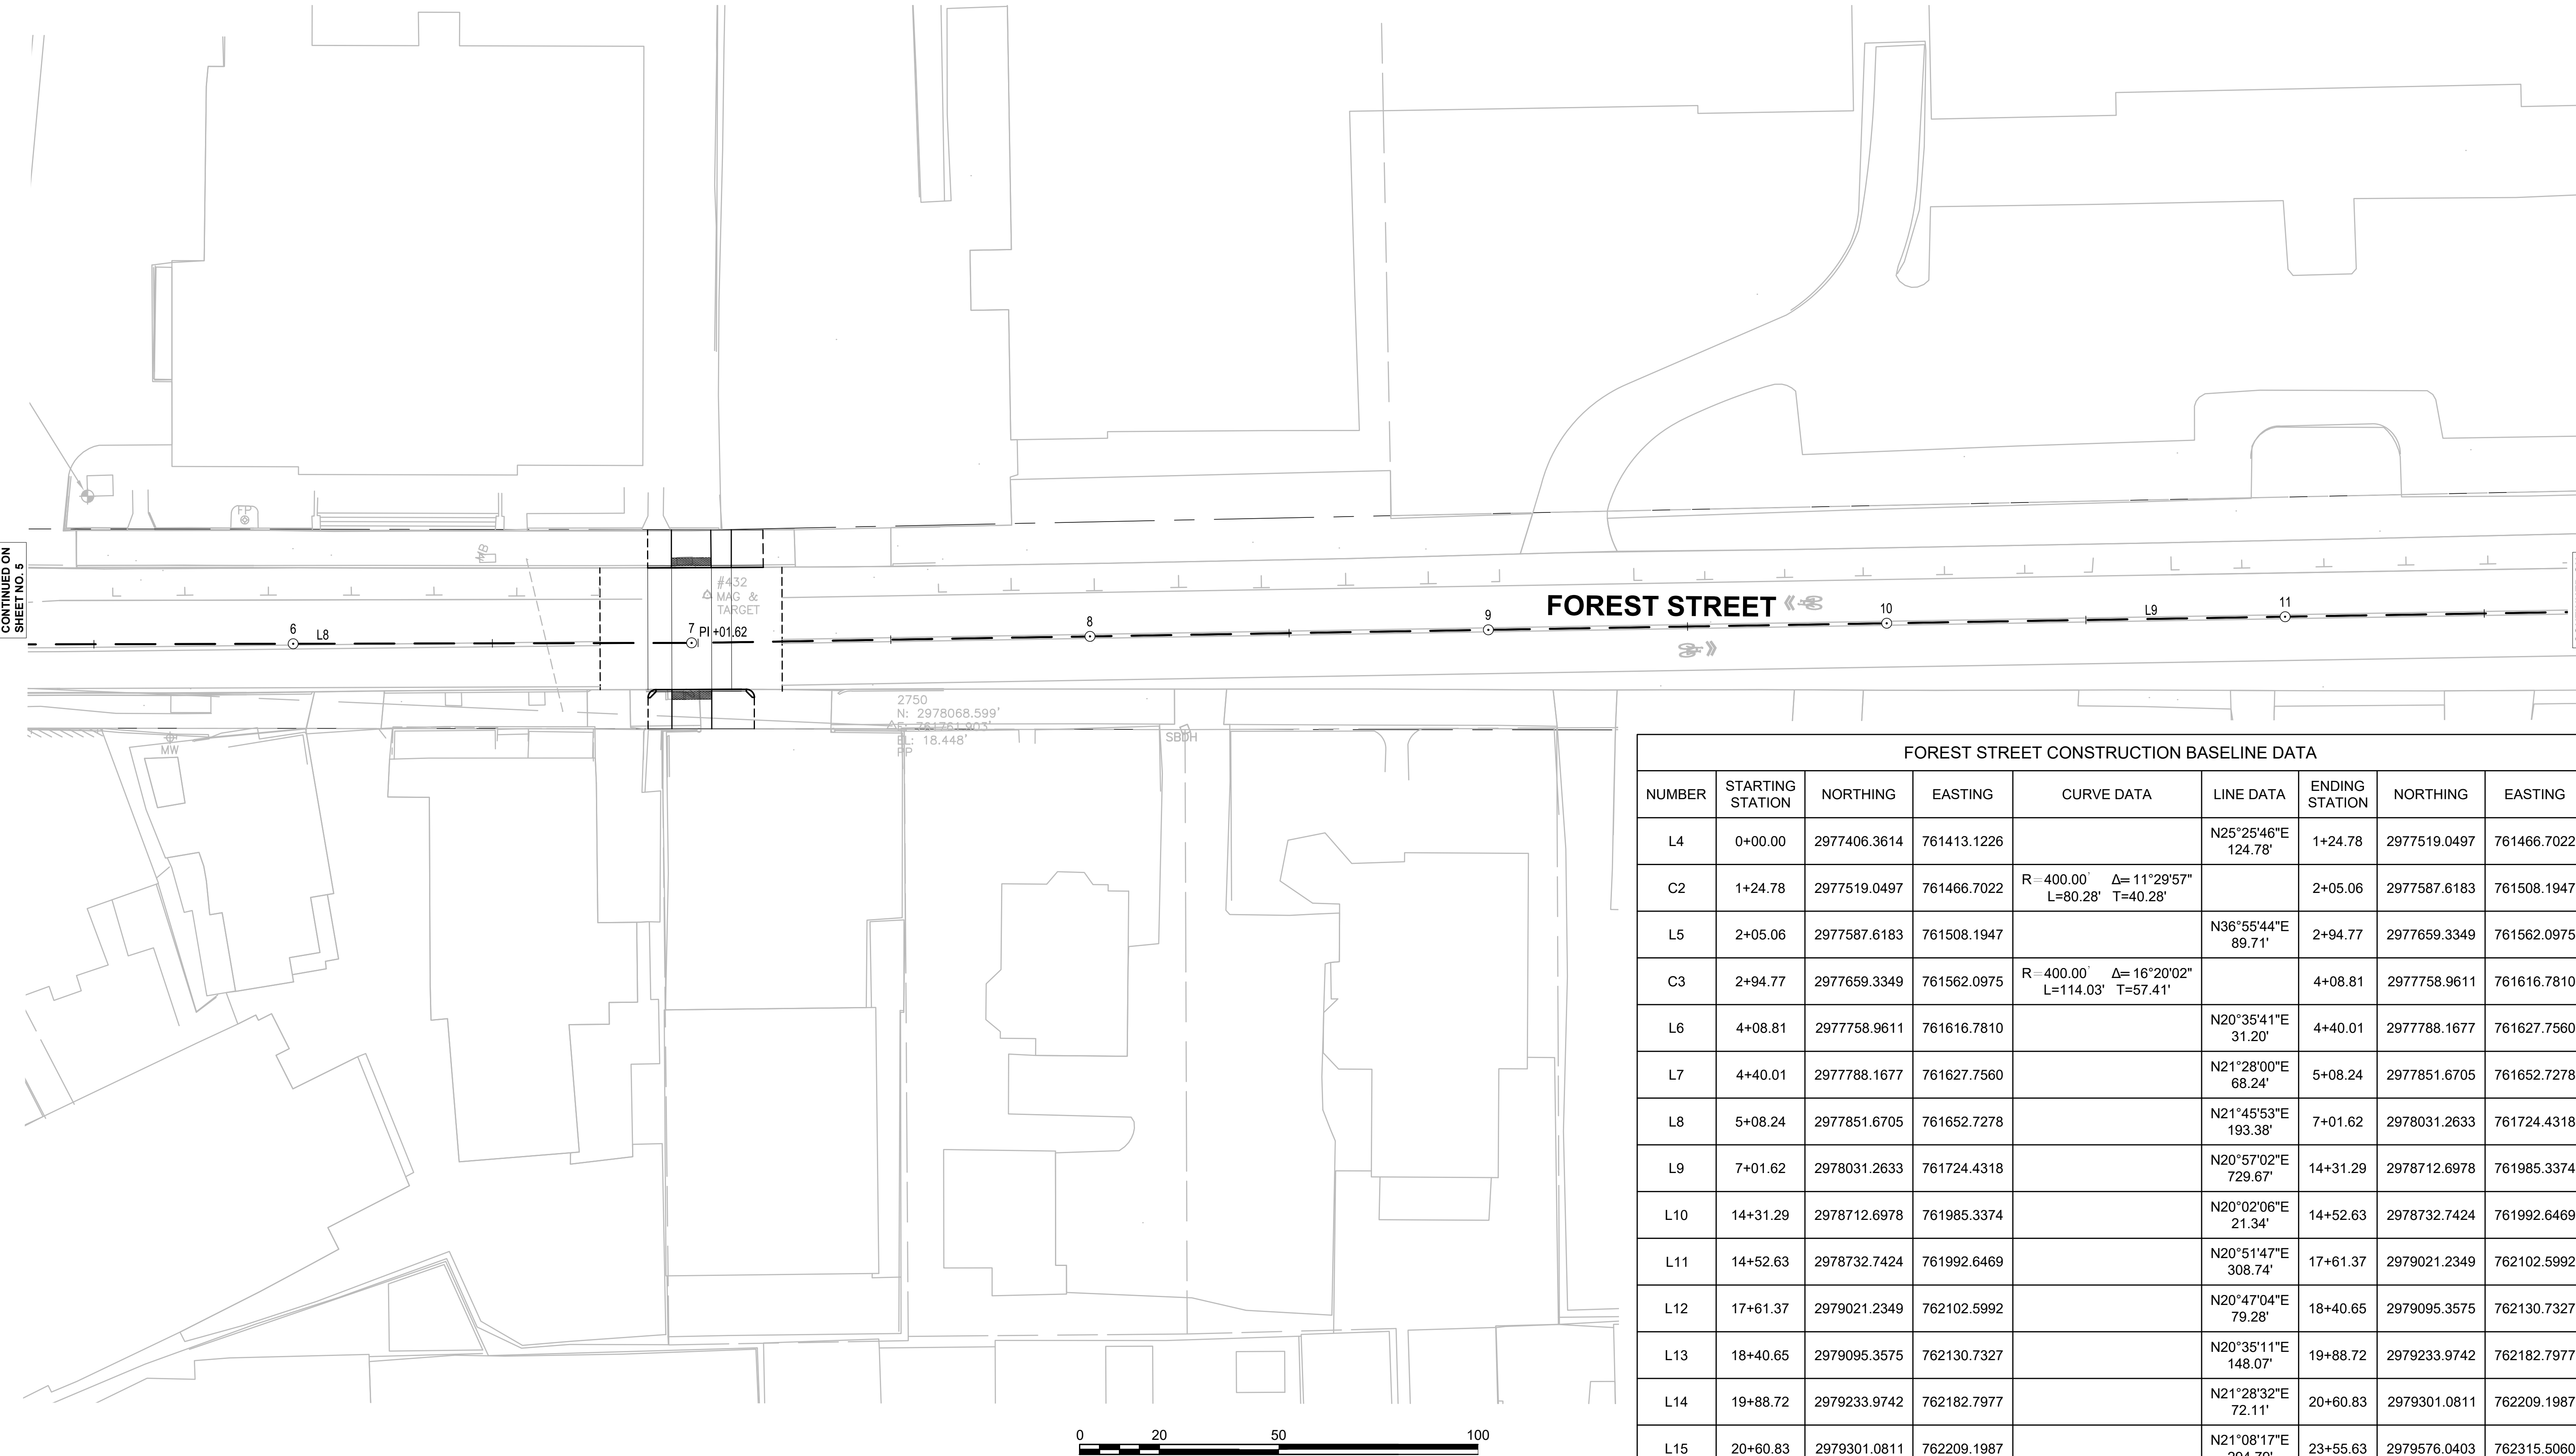 CONTINUED ON
SHEET NO. 5
FP
#432
MAG &
TARGET
FOREST STREET
6
L8
7
PI +01.62
8
9
10
L9
11
MW
2750
N: 2978068.599'
E: 761761.903'
EL: 18.448'
PP
SBDH
FOREST STREET CONSTRUCTION BASELINE DATA
NUMBER STARTING STATION NORTHING EASTING CURVE DATA LINE DATA ENDING STATION NORTHING EASTING
L4 0+00.00 2977406.3614 761413.1226 N25°25'46"E 124.78' 1+24.78 2977519.0497 761466.7022
C2 1+24.78 2977519.0497 761466.7022 R=400.00' Δ=11°29'57" L=80.28' T=40.28' 2+05.06 2977587.6183 761508.1947
L5 2+05.06 2977587.6183 761508.1947 N36°55'44"E 89.71' 2+94.77 2977659.3349 761562.0975
C3 2+94.77 2977659.3349 761562.0975 R=400.00' Δ=16°20'02" L=114.03' T=57.41' 4+08.81 2977758.9611 761616.7810
L6 4+08.81 2977758.9611 761616.7810 N20°35'41"E 31.20' 4+40.01 2977788.1677 761627.7560
L7 4+40.01 2977788.1677 761627.7560 N21°28'00"E 68.24' 5+08.24 2977851.6705 761652.7278
L8 5+08.24 2977851.6705 761652.7278 N21°45'53"E 193.38' 7+01.62 2978031.2633 761724.4318
L9 7+01.62 2978031.2633 761724.4318 N20°57'02"E 729.67' 14+31.29 2978712.6978 761985.3374
L10 14+31.29 2978712.6978 761985.3374 N20°02'06"E 21.34' 14+52.63 2978732.7424 761992.6469
L11 14+52.63 2978732.7424 761992.6469 N20°51'47"E 308.74' 17+61.37 2979021.2349 762102.5992
L12 17+61.37 2979021.2349 762102.5992 N20°47'04"E 79.28' 18+40.65 2979095.3575 762130.7327
L13 18+40.65 2979095.3575 762130.7327 N20°35'11"E 148.07' 19+88.72 2979233.9742 762182.7977
L14 19+88.72 2979233.9742 762182.7977 N21°28'32"E 72.11' 20+60.83 2979301.0811 762209.1987
L15 20+60.83 2979301.0811 762209.1987 N21°08'17"E 23+55.63 2979576.0403 762315.5060
0 20 50 100